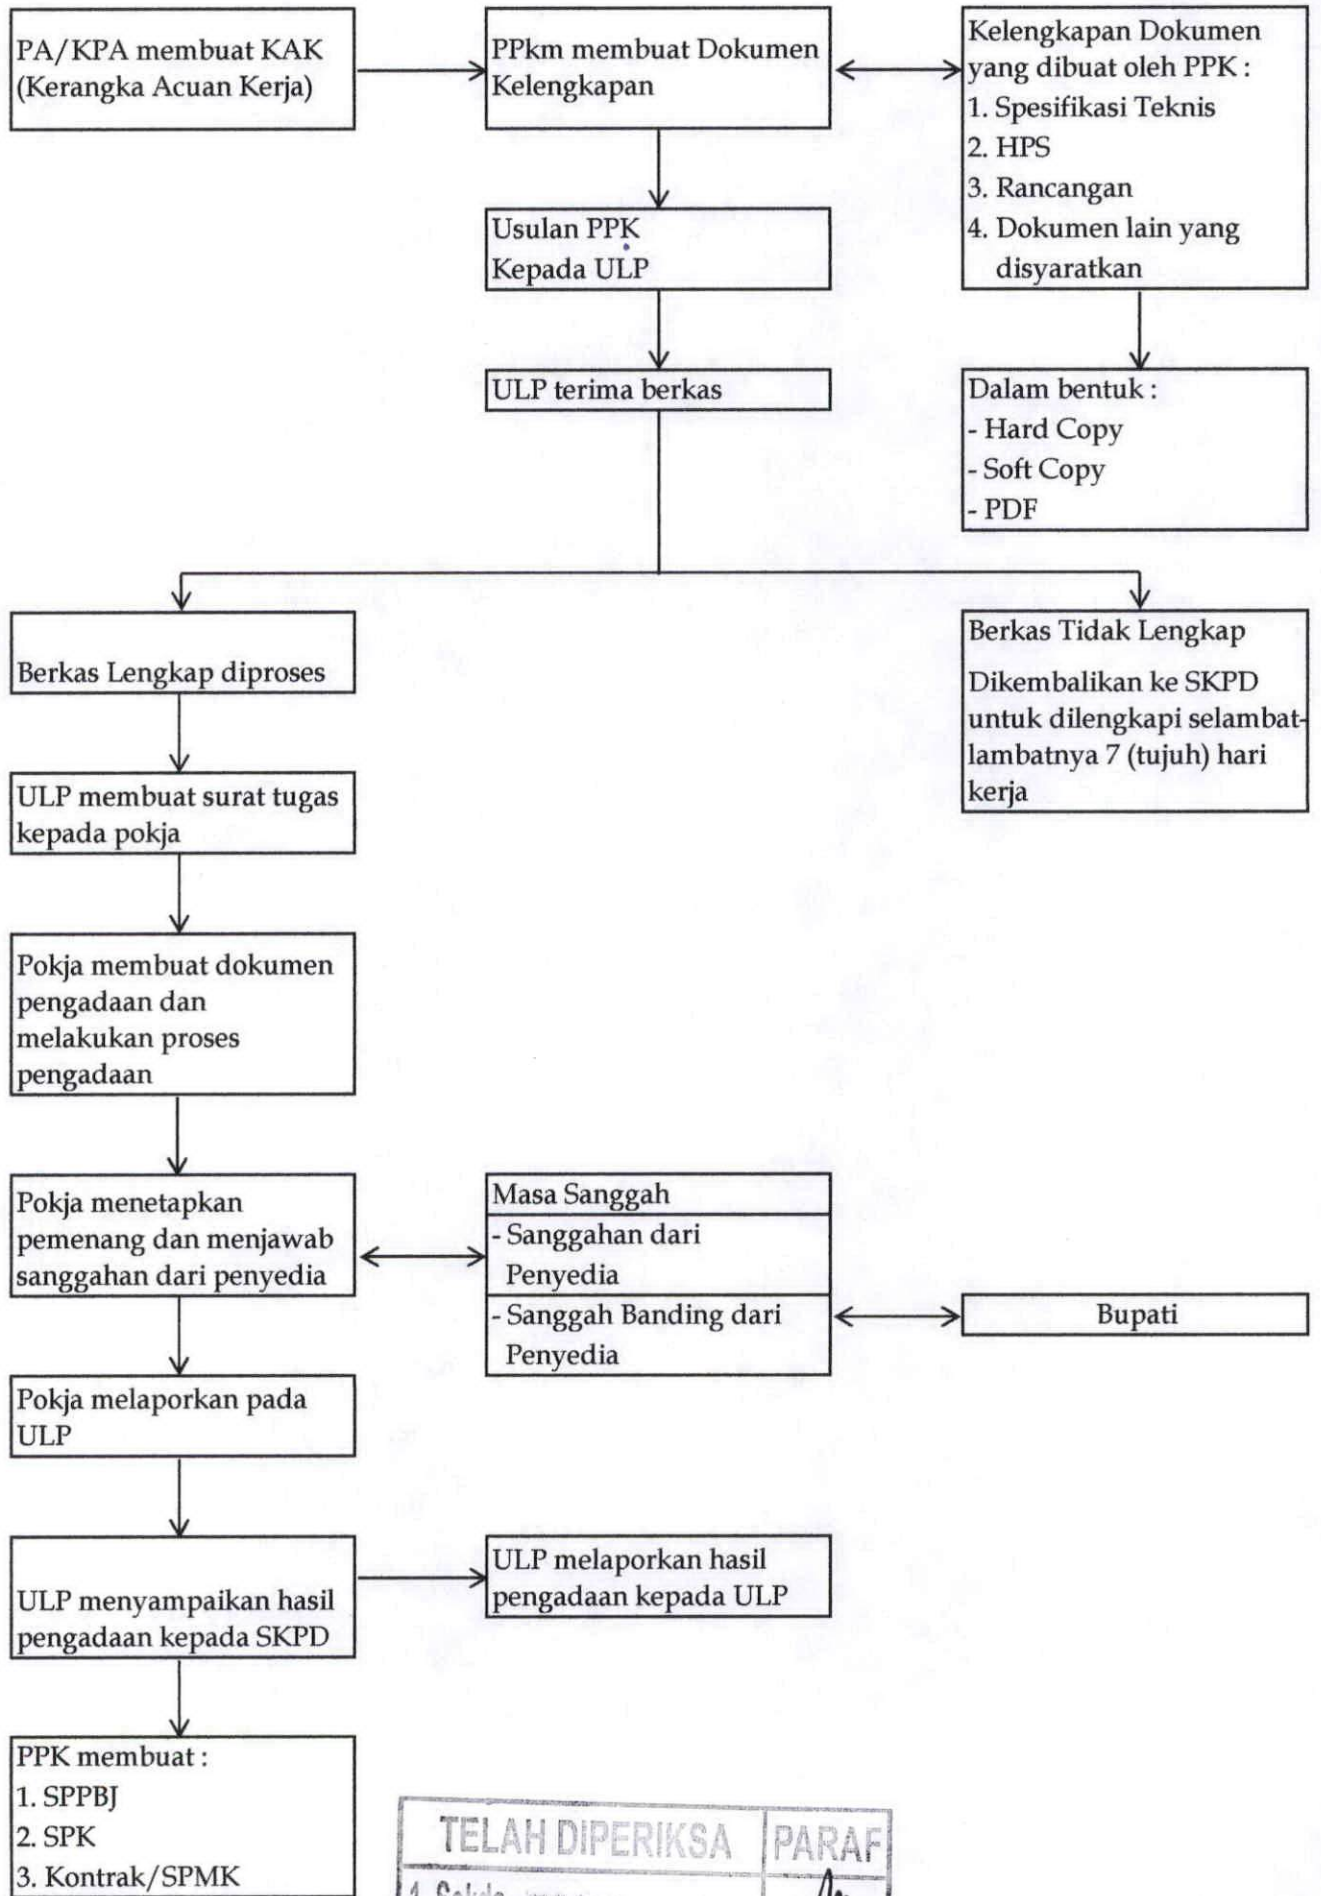 PA/KPA membuat KAK
(Kerangka Acuan Kerja)
PPkm membuat Dokumen
Kelengkapan
Kelengkapan Dokumen
yang dibuat oleh PPK :
1. Spesifikasi Teknis
2. HPS
3. Rancangan
4. Dokumen lain yang
disyaratkan
Usulan PPK
Kepada ULP
ULP terima berkas
Dalam bentuk :
- Hard Copy
- Soft Copy
- PDF
Berkas Lengkap diproses
Berkas Tidak Lengkap
Dikembalikan ke SKPD
untuk dilengkapi selambat-
lambatnya 7 (tujuh) hari
kerja
ULP membuat surat tugas
kepada pokja
Pokja membuat dokumen
pengadaan dan
melakukan proses
pengadaan
Pokja menetapkan
pemenang dan menjawab
sanggahan dari penyedia
Masa Sanggah
- Sanggahan dari
Penyedia
- Sanggah Banding dari
Penyedia
Bupati
Pokja melaporkan pada
ULP
ULP menyampaikan hasil
pengadaan kepada SKPD
ULP melaporkan hasil
pengadaan kepada ULP
PPK membuat :
1. SPPBJ
2. SPK
3. Kontrak/SPMK
TELAH DIPERIKSA PARAF